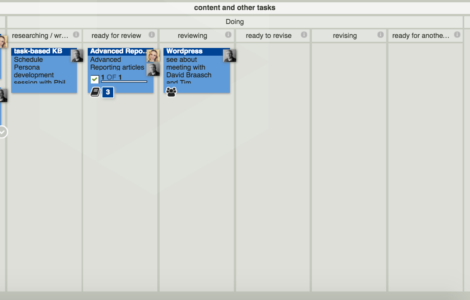 content and other tasks
Doing
researching / wr...
ready for review
reviewing
ready to revise
revising
ready for anothe...
task-based KB
Schedule
Persona
development
session with Phil
Advanced Repo...
Advanced
Reporting articles
1 OF 1
3
Wordpress
see about
meeting with
David Braasch
and Tim